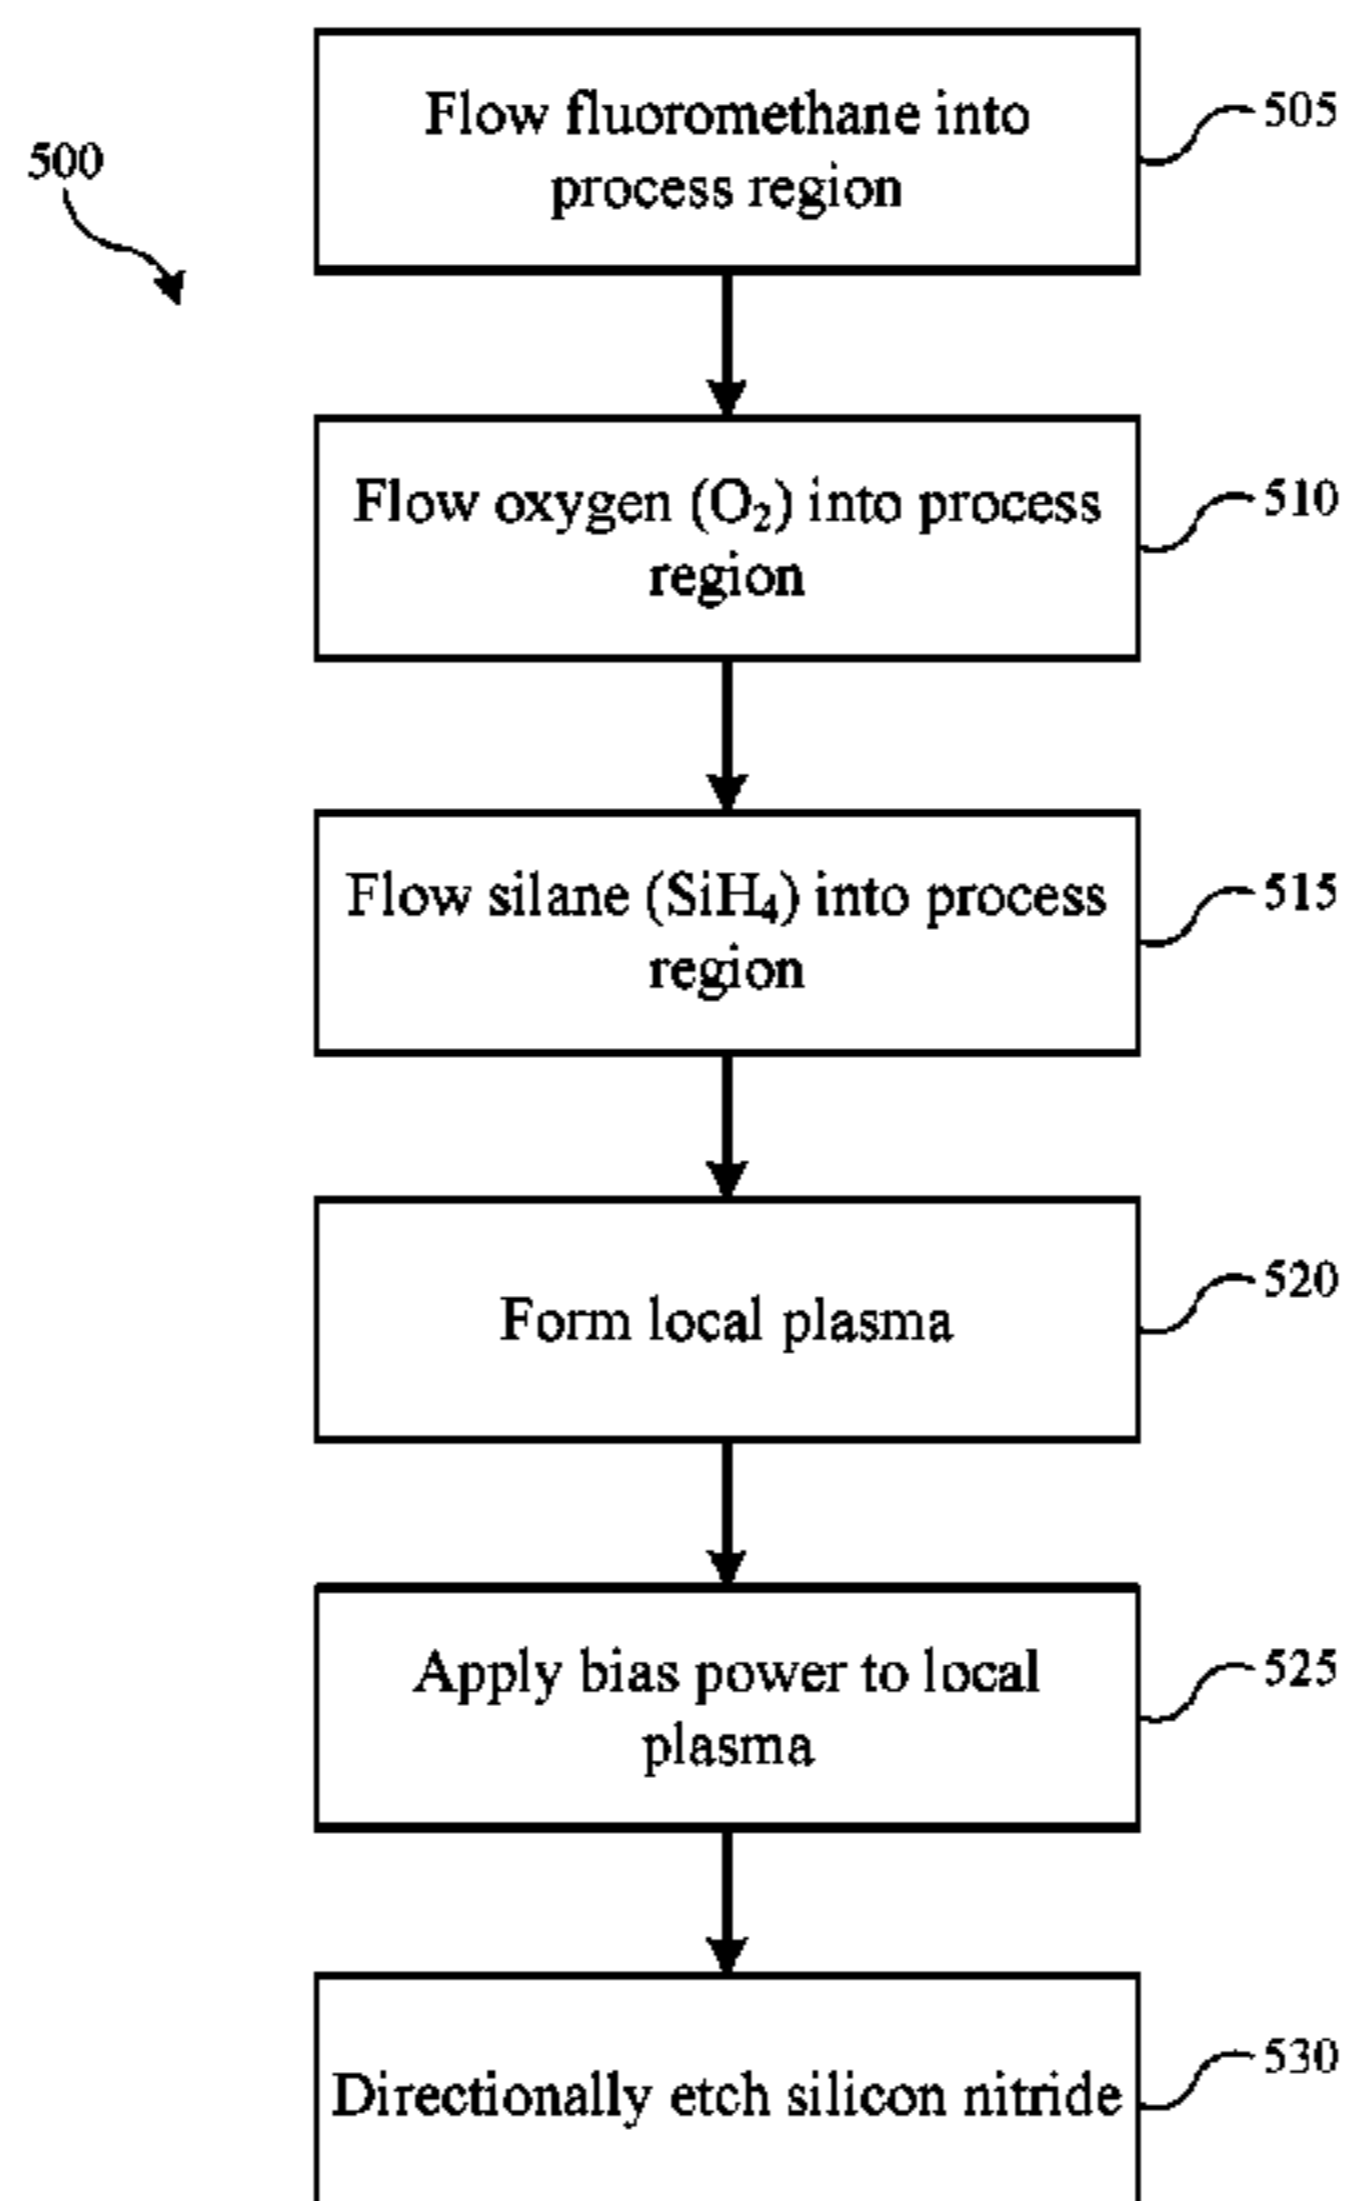 500
Flow fluoromethane into
process region
505
Flow oxygen (O₂) into process
region
510
Flow silane (SiH₄) into process
region
515
Form local plasma
520
Apply bias power to local
plasma
525
Directionally etch silicon nitride
530